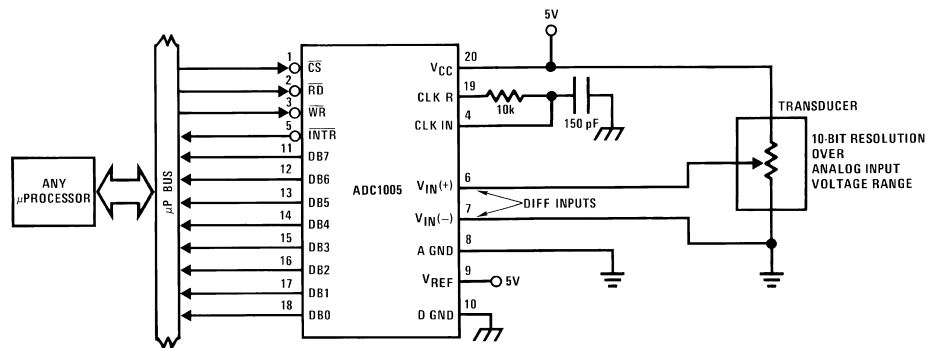 5V
1
CS
2
RD
3
WR
5
INTR
11
DB7
12
DB6
13
DB5
14
DB4
15
DB3
16
DB2
17
DB1
18
DB0
ANY
μPROCESSOR
μP BUS
ADC1005
20
VCC
19
CLK R
10k
4
CLK IN
150 pF
6
VIN(+)
DIFF INPUTS
7
VIN(−)
8
A GND
9
VREF
5V
10
D GND
TRANSDUCER
10-BIT RESOLUTION
OVER
ANALOG INPUT
VOLTAGE RANGE